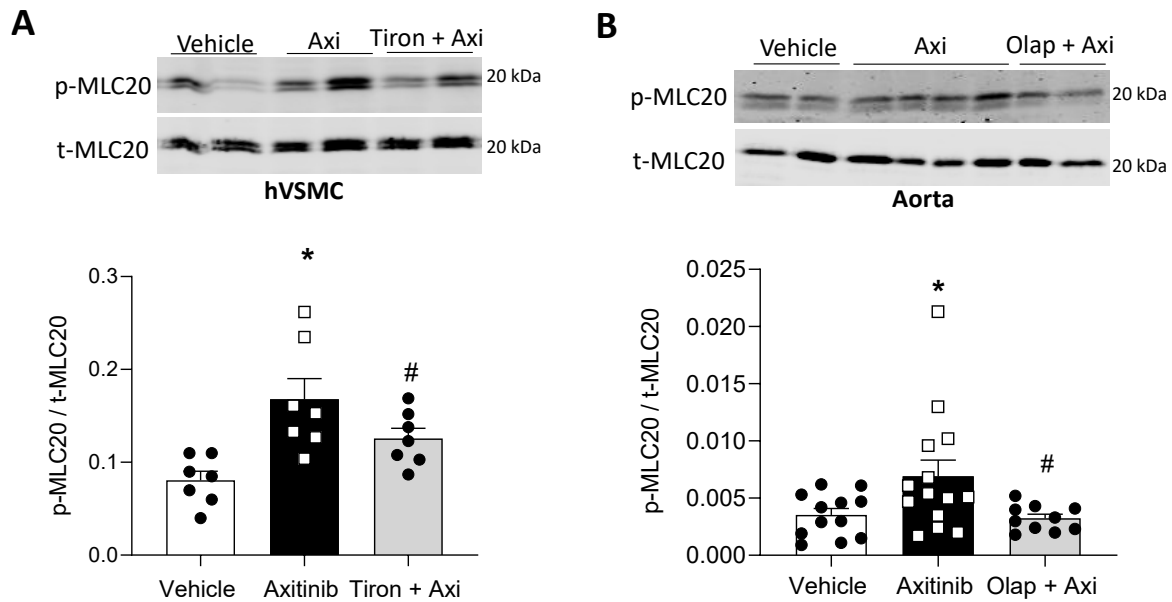 A
Vehicle Axi Tiron + Axi
p-MLC20 20 kDa
t-MLC20 20 kDa
hVSMC
p-MLC20 / t-MLC20
0.3
0.2
0.1
0.0
*
#
Vehicle Axitinib Tiron + Axi
B
Vehicle Axi Olap + Axi
p-MLC20 20 kDa
t-MLC20 20 kDa
Aorta
p-MLC20 / t-MLC20
0.025
0.020
0.015
0.010
0.005
0.000
*
#
Vehicle Axitinib Olap + Axi